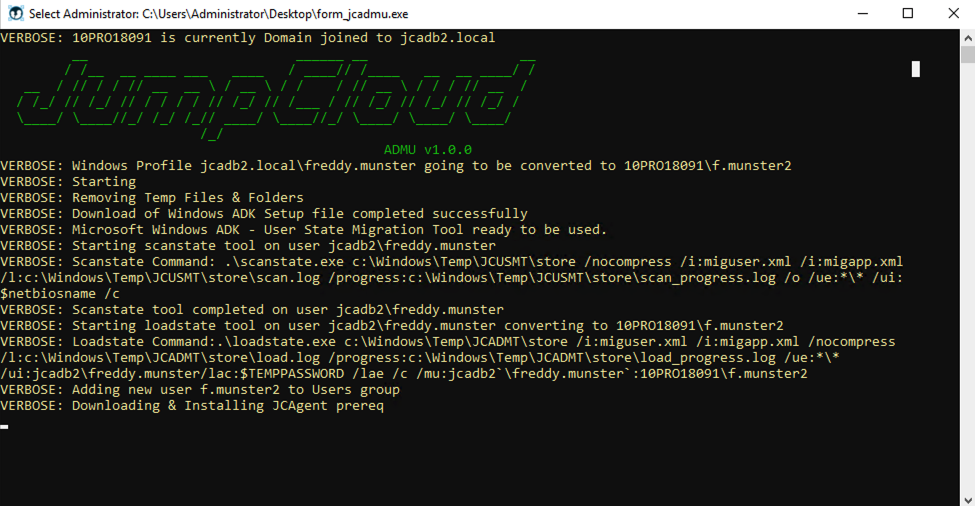 Select Administrator: C:\Users\Administrator\Desktop\form_jcadmu.exe
VERBOSE: 10PRO18091 is currently Domain joined to jcadb2.local
JumpCloud
ADMU v1.0.0
VERBOSE: Windows Profile jcadb2.local\freddy.munster going to be converted to 10PRO18091\f.munster2
VERBOSE: Starting
VERBOSE: Removing Temp Files & Folders
VERBOSE: Download of Windows ADK Setup file completed successfully
VERBOSE: Microsoft Windows ADK - User State Migration Tool ready to be used.
VERBOSE: Starting scanstate tool on user jcadb2\freddy.munster
VERBOSE: Scanstate Command: .\scanstate.exe c:\Windows\Temp\JCUSMT\store /nocompress /i:miguser.xml /i:migapp.xml
/l:c:\Windows\Temp\JCUSMT\store\scan.log /progress:c:\Windows\Temp\JCUSMT\store\scan_progress.log /o /ue:*\* /ui:
$netbiosname /c
VERBOSE: Scanstate tool completed on user jcadb2\freddy.munster
VERBOSE: Starting loadstate tool on user jcadb2\freddy.munster converting to 10PRO18091\f.munster2
VERBOSE: Loadstate Command:.\loadstate.exe c:\Windows\Temp\JCADMT\store /i:miguser.xml /i:migapp.xml /nocompress
/l:c:\Windows\Temp\JCADMT\store\load.log /progress:c:\Windows\Temp\JCADMT\store\load_progress.log /ue:*\*
/ui:jcadb2\freddy.munster/lac:$TEMPPASSWORD /lae /c /mu:jcadb2`\freddy.munster`:10PRO18091\f.munster2
VERBOSE: Adding new user f.munster2 to Users group
VERBOSE: Downloading & Installing JCAgent prereq